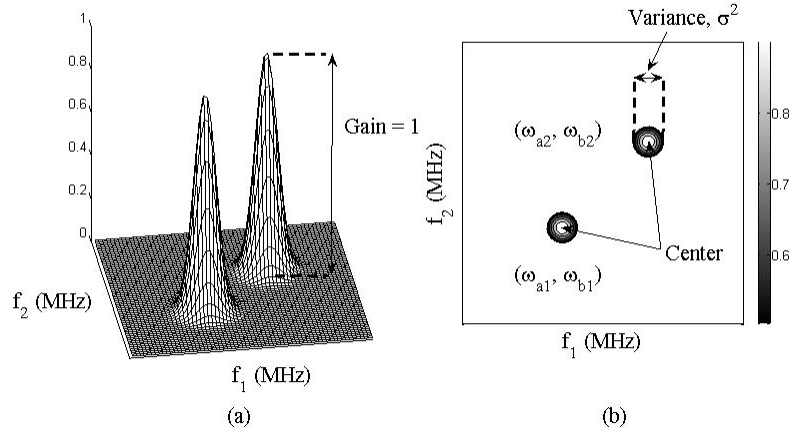 1
0.8
0.6
0.4
0.2
0
Gain = 1
f2 (MHz)
f1 (MHz)
(a)
Variance, σ2
(ωa2, ωb2)
(ωa1, ωb1)
Center
f2 (MHz)
f1 (MHz)
0.8
0.7
0.6
(b)